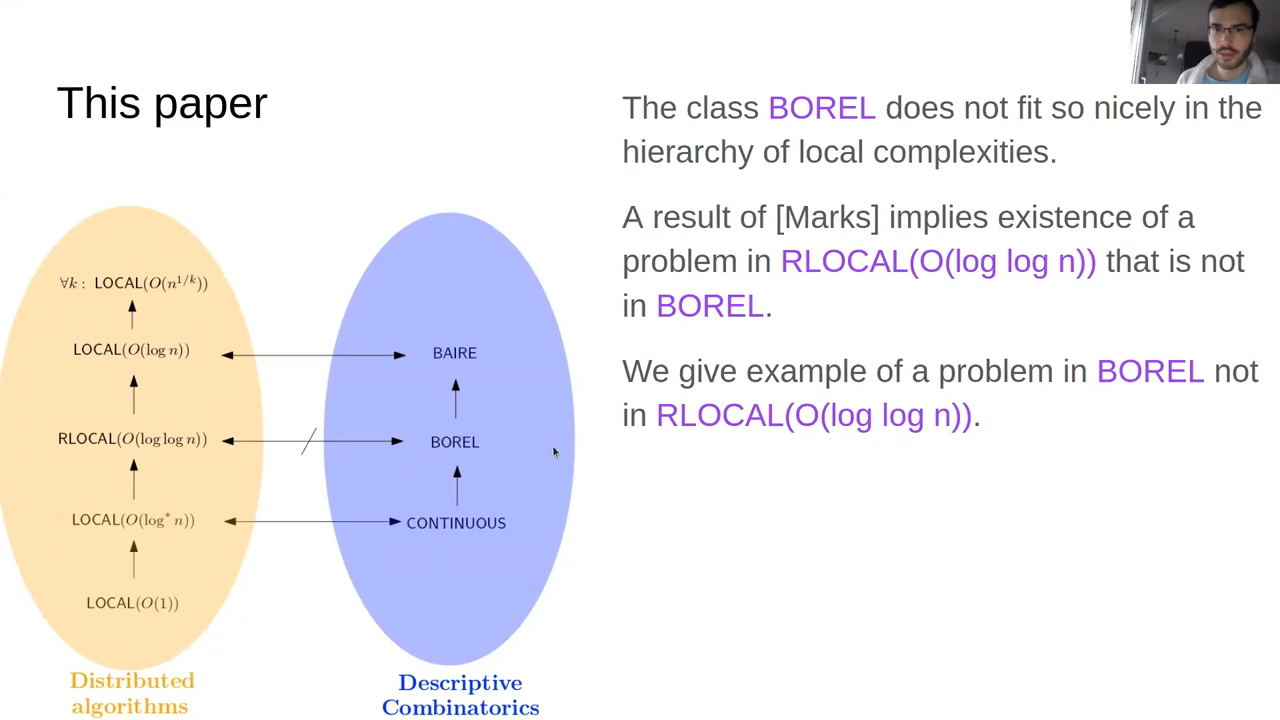 This paper
The class BOREL does not fit so nicely in the
hierarchy of local complexities.
A result of [Marks] implies existence of a
problem in RLOCAL(O(log log n)) that is not
in BOREL.
We give example of a problem in BOREL not
in RLOCAL(O(log log n)).
∀k : LOCAL(O(n^{1/k}))
LOCAL(O(log n))
BAIRE
RLOCAL(O(log log n))
BOREL
LOCAL(O(log* n))
CONTINUOUS
LOCAL(O(1))
Distributed
algorithms
Descriptive
Combinatorics